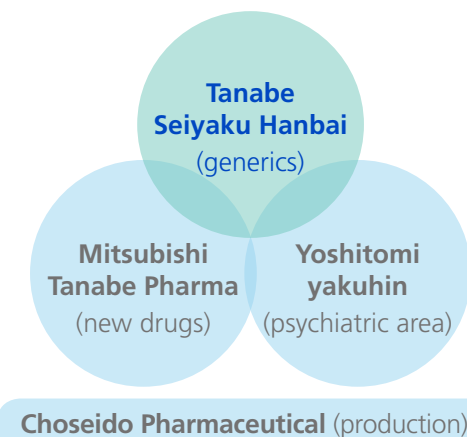 Tanabe
Seiyaku Hanbai
(generics)
Mitsubishi
Tanabe Pharma
(new drugs)
Yoshitomi
yakuhin
(psychiatric area)
Choseido Pharmaceutical (production)